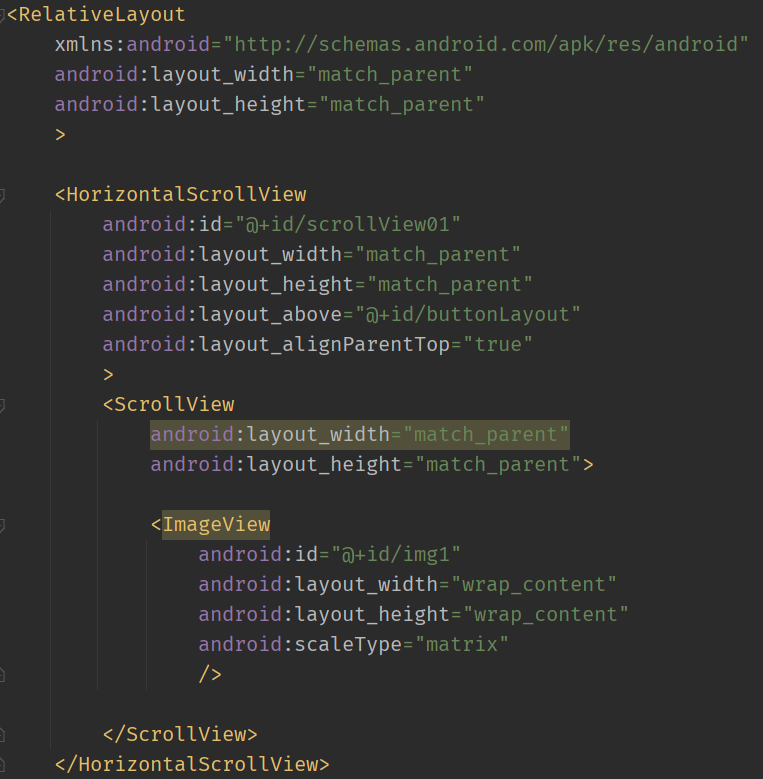 <RelativeLayout
    xmlns:android="http://schemas.android.com/apk/res/android"
    android:layout_width="match_parent"
    android:layout_height="match_parent"
    >
    <HorizontalScrollView
        android:id="@+id/scrollView01"
        android:layout_width="match_parent"
        android:layout_height="match_parent"
        android:layout_above="@+id/buttonLayout"
        android:layout_alignParentTop="true"
        >
        <ScrollView
            android:layout_width="match_parent"
            android:layout_height="match_parent">
            <ImageView
                android:id="@+id/img1"
                android:layout_width="wrap_content"
                android:layout_height="wrap_content"
                android:scaleType="matrix"
                />
        </ScrollView>
    </HorizontalScrollView>